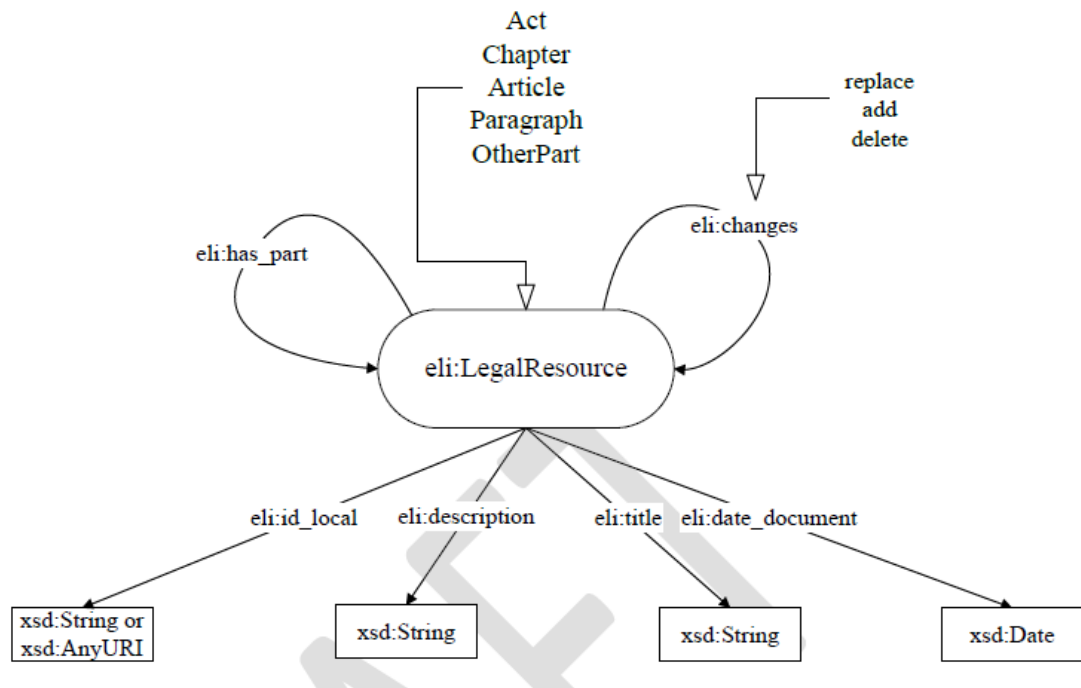 Act
Chapter
Article
Paragraph
OtherPart
replace
add
delete
eli:changes
eli:has_part
eli:LegalResource
eli:id_local
eli:description
eli:title
eli:date_document
xsd:String or
xsd:AnyURI
xsd:String
xsd:String
xsd:Date